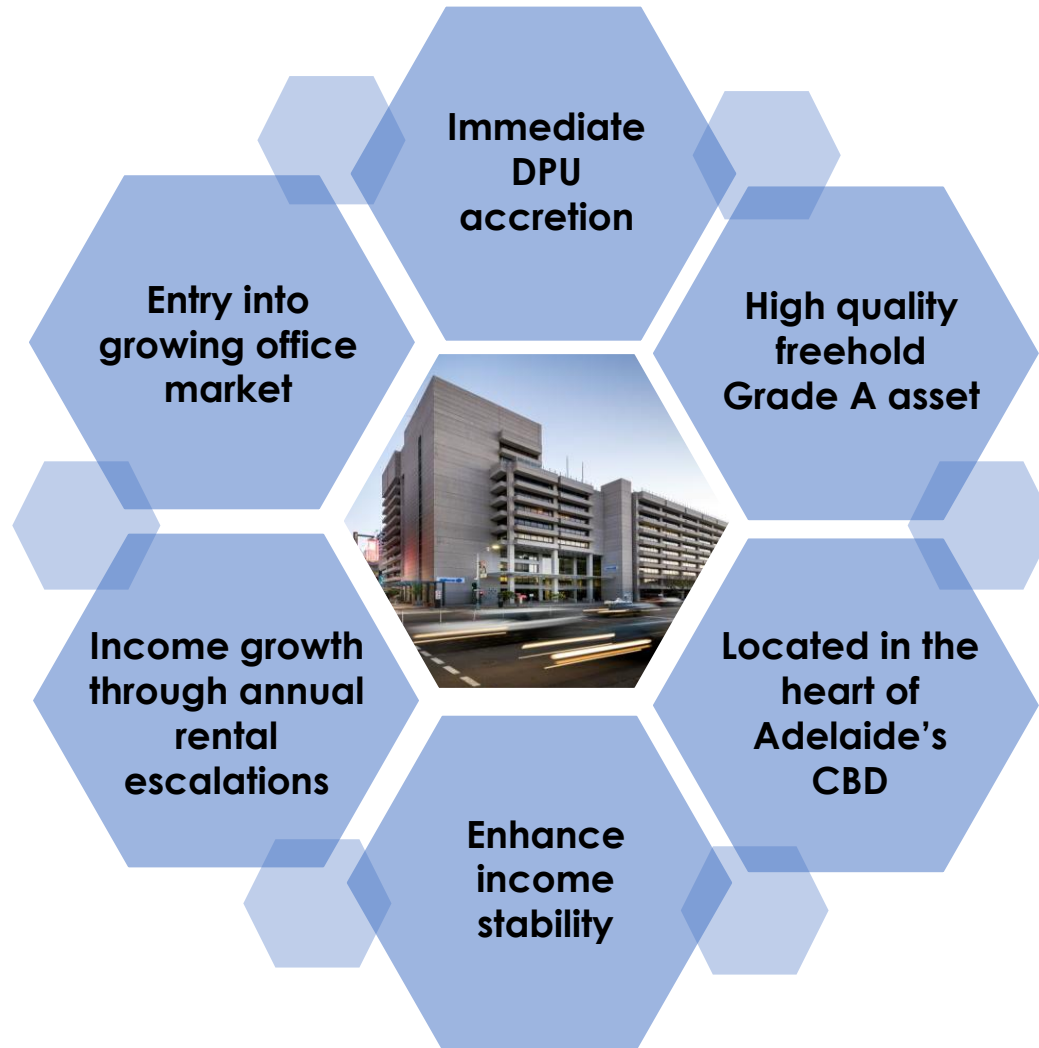 Immediate
DPU
accretion
High quality
freehold
Grade A asset
Located in the
heart of
Adelaide’s
CBD
Enhance
income
stability
Income growth
through annual
rental
escalations
Entry into
growing office
market